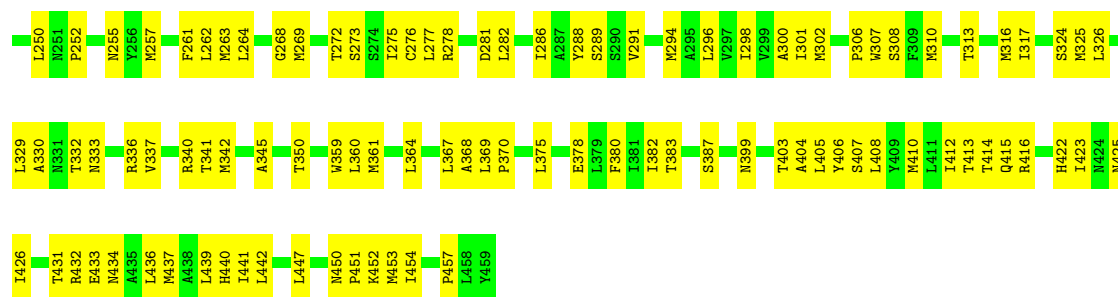 L250 N251 P252 N255 Y256 M257 F261 L262 M263 L264 G268 M269 T272 S273 S274 I275 C276 L277 R278 D281 L282 I286 A287 Y288 S289 S290 V291 M294 A295 L296 V297 I298 V299 A300 I301 M302 P306 W307 S308 F309 M310 T313 M316 I317 S324 M325 L326
L329 A330 N331 T332 N333 R336 V337 R340 T341 M342 A345 T350 W359 L360 M361 L364 L367 A368 L369 P370 L375 E378 L379 F380 I381 I382 T383 S387 N399 T403 A404 L405 Y406 S407 L408 Y409 M410 L411 I412 T413 T414 Q415 R416 H422 I423 N424 N425
I426 T431 R432 E433 N434 A435 L436 M437 A438 L439 H440 I441 L442 L447 N450 P451 K452 M453 I454 P457 L458 Y459